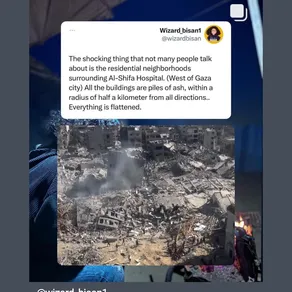 Wizard_bisan1
@wizardbisan
The shocking thing that not many people talk
about is the residential neighborhoods
surrounding Al-Shifa Hospital. (West of Gaza
city) All the buildings are piles of ash, within a
radius of half a kilometer from all directions..
Everything is flattened.
@wizard_bisan1